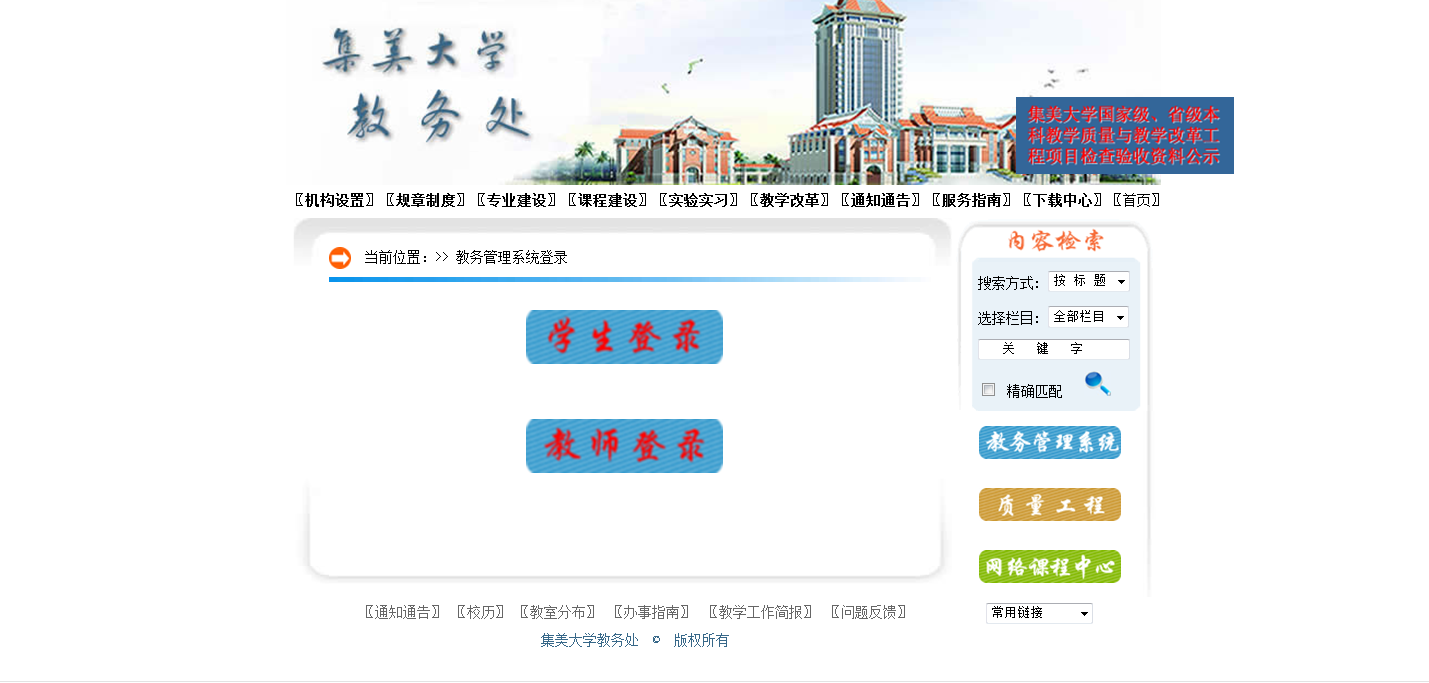 集美大学
教务处
集美大学国家级、省级本
科教学质量与教学改革工
程项目检查验收资料公示
〖机构设置〗 〖规章制度〗 〖专业建设〗 〖课程建设〗 〖实验实习〗 〖教学改革〗 〖通知通告〗 〖服务指南〗 〖下载中心〗 〖首页〗
当前位置：>> 教务管理系统登录
学生登录
教师登录
内容检索
搜索方式： 按 标 题
选择栏目： 全部栏目
关 键 字
精确匹配
教务管理系统
质量工程
网络课程中心
常用链接
〖通知通告〗 〖校历〗 〖教室分布〗 〖办事指南〗 〖教学工作简报〗 〖问题反馈〗
集美大学教务处 © 版权所有